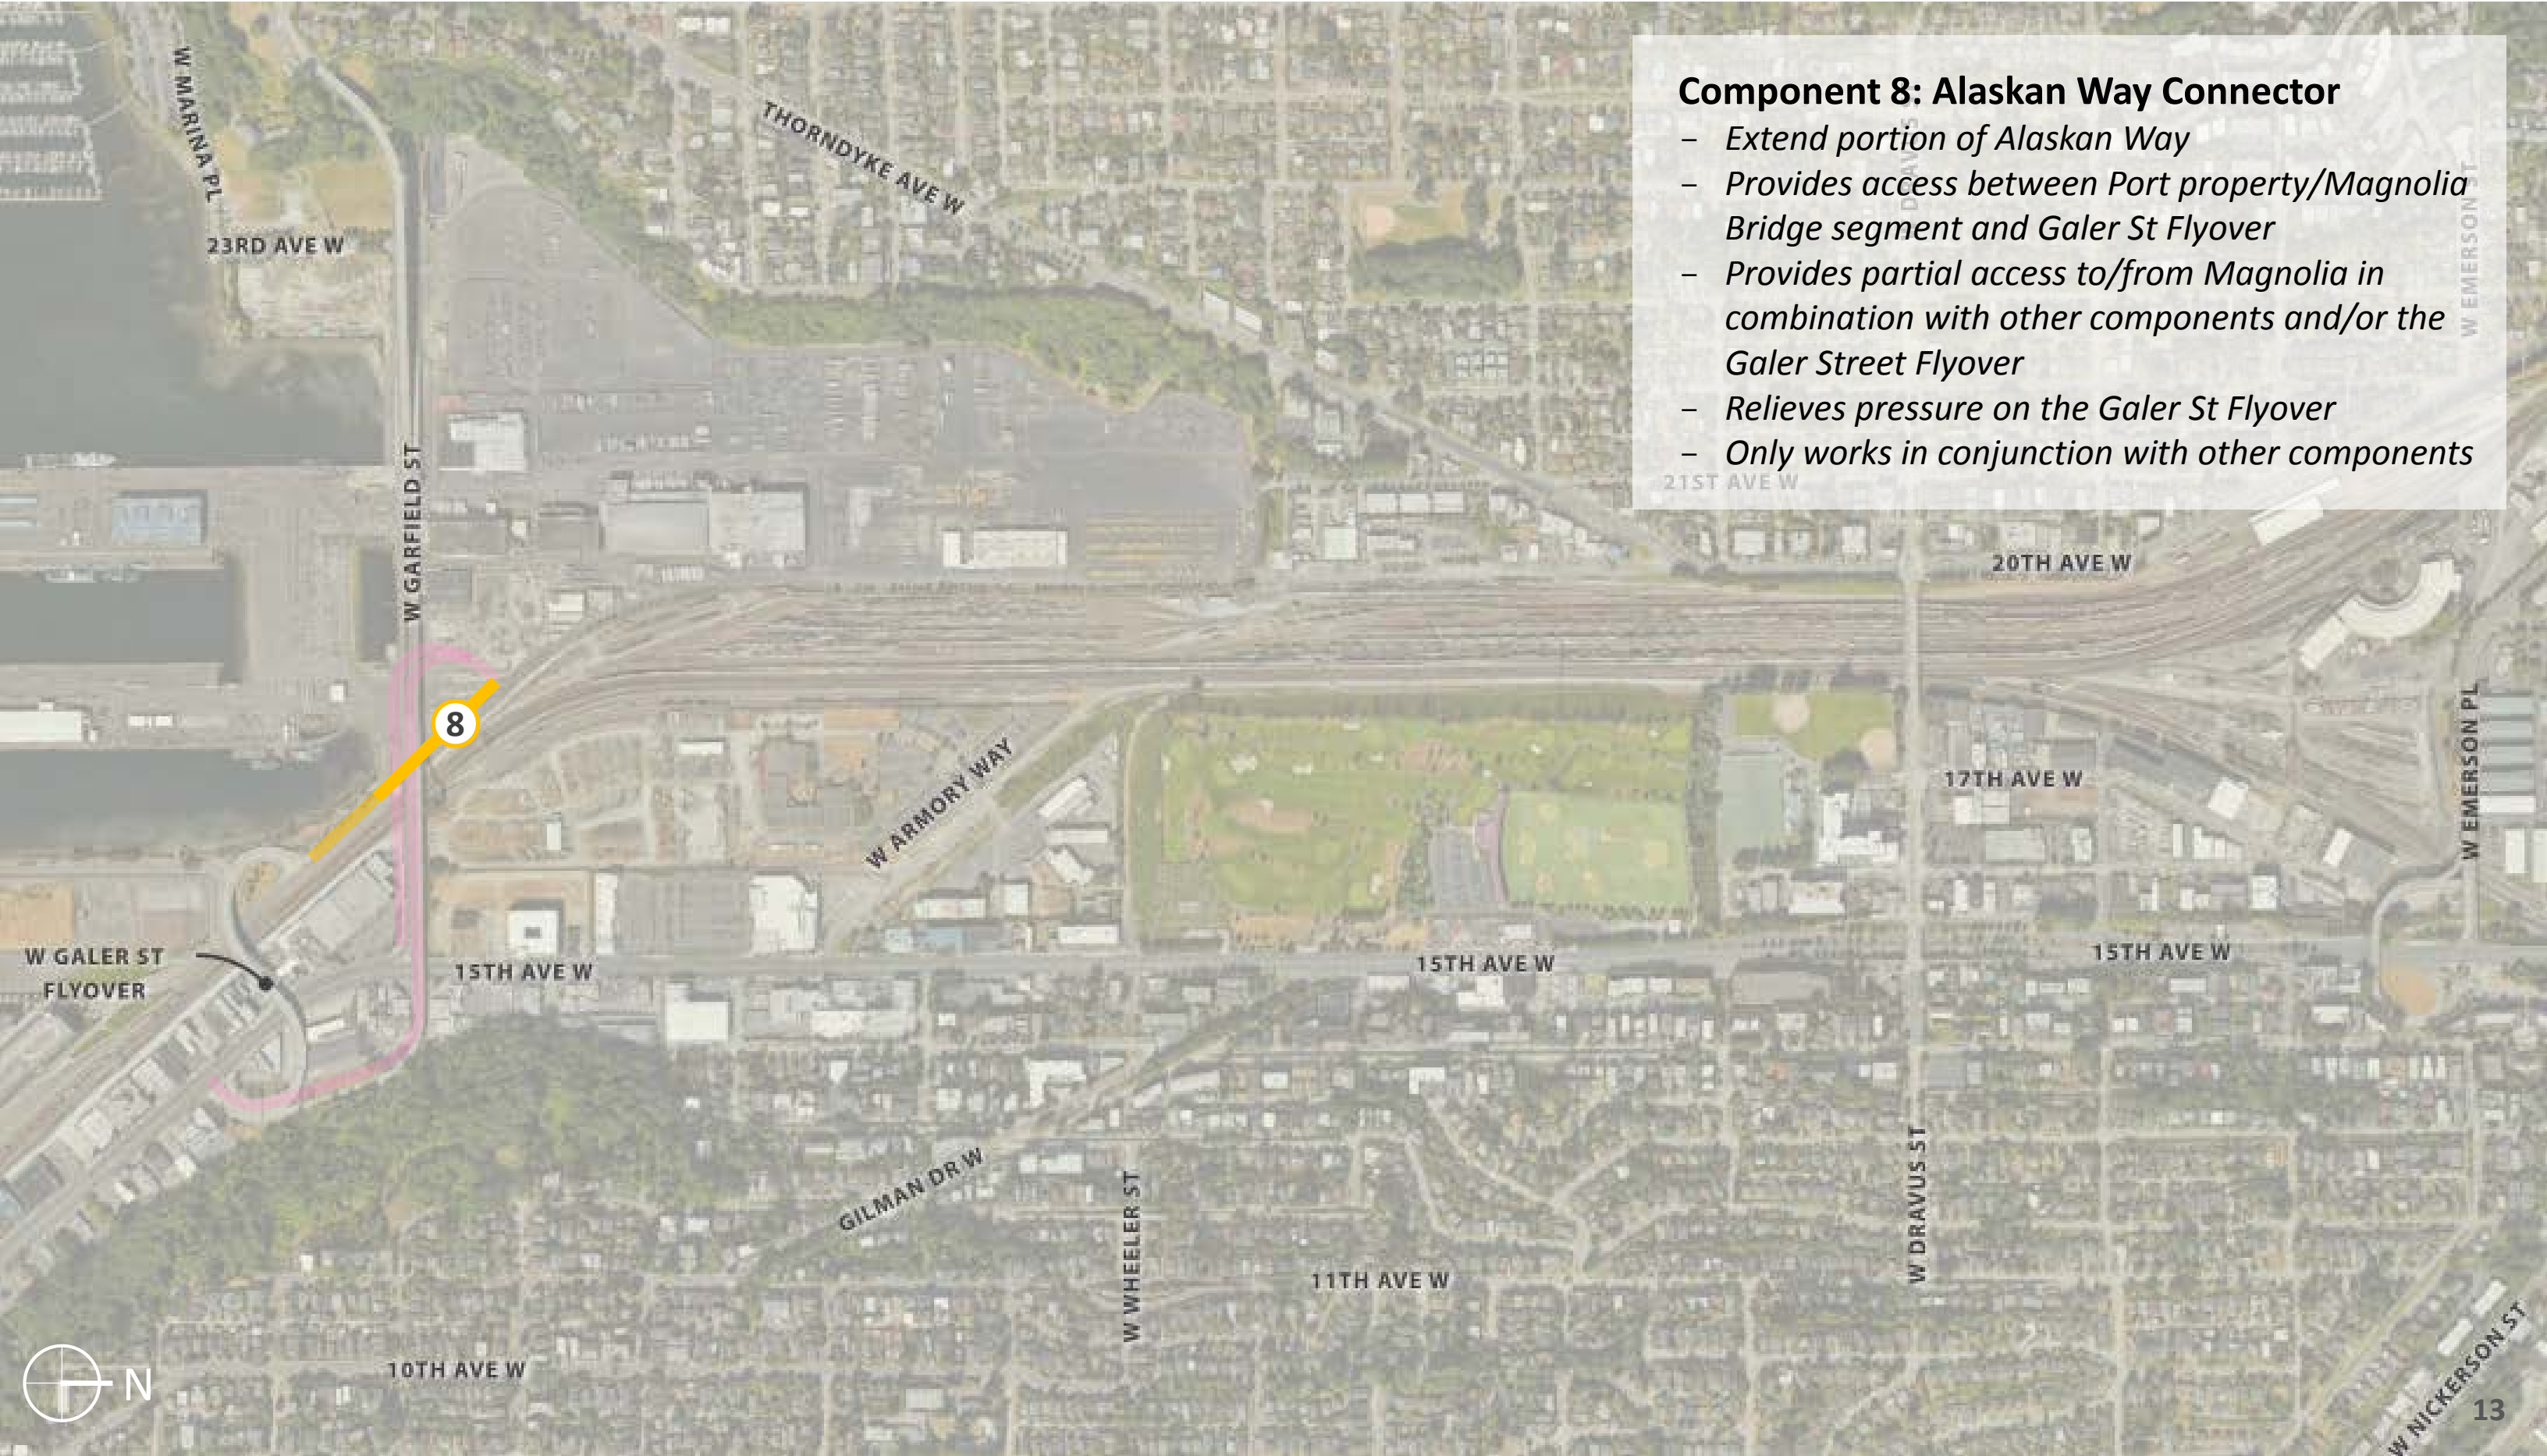 Component 8: Alaskan Way Connector
– Extend portion of Alaskan Way
– Provides access between Port property/Magnolia
Bridge segment and Galer St Flyover
– Provides partial access to/from Magnolia in
combination with other components and/or the
Galer Street Flyover
– Relieves pressure on the Galer St Flyover
– Only works in conjunction with other components
W MARINA PL
THORNDYKE AVE W
23RD AVE W
W EMERSON ST
21ST AVE W
W GARFIELD ST
20TH AVE W
8
W ARMORY WAY
17TH AVE W
W EMERSON PL
W GALER ST
FLYOVER
15TH AVE W
15TH AVE W
15TH AVE W
GILMAN DR W
W WHEELER ST
W DRAVUS ST
11TH AVE W
10TH AVE W
N
W NICKERSON ST
13